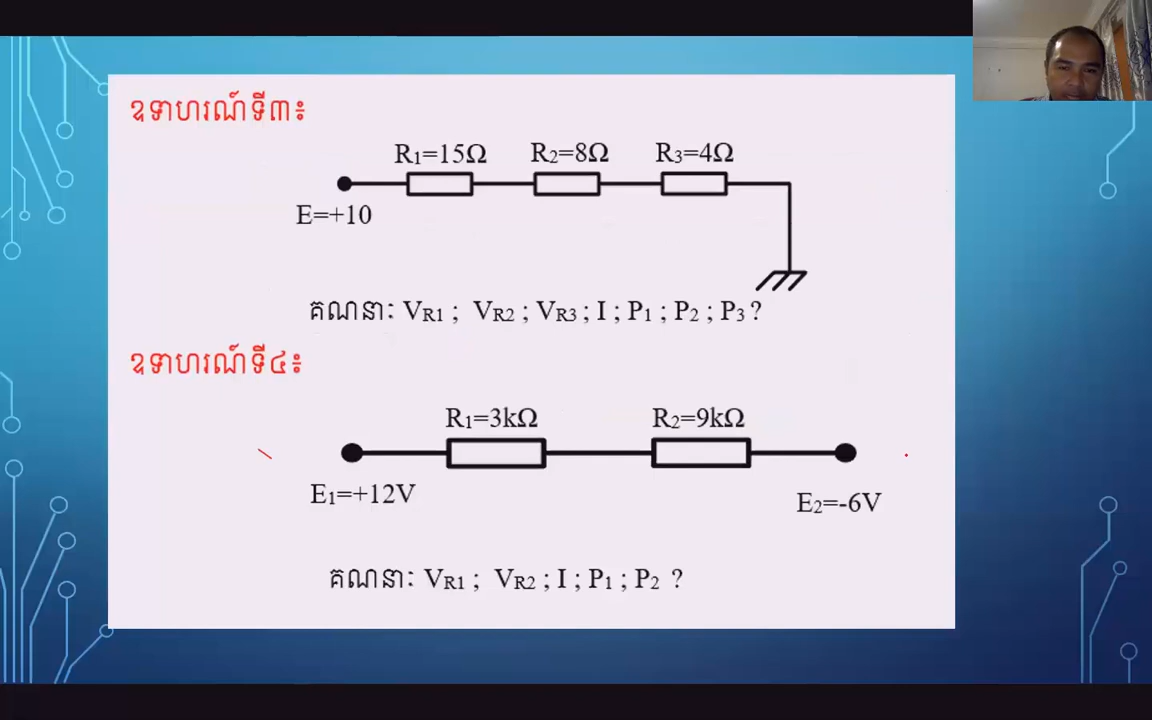 ឧទាហរណ៍ទី៣៖
R1=15Ω R2=8Ω R3=4Ω
E=+10
គណនា: VR1 ; VR2 ; VR3 ; I ; P1 ; P2 ; P3 ?
ឧទាហរណ៍ទី៤៖
R1=3kΩ R2=9kΩ
E1=+12V
E2=-6V
គណនា: VR1 ; VR2 ; I ; P1 ; P2 ?